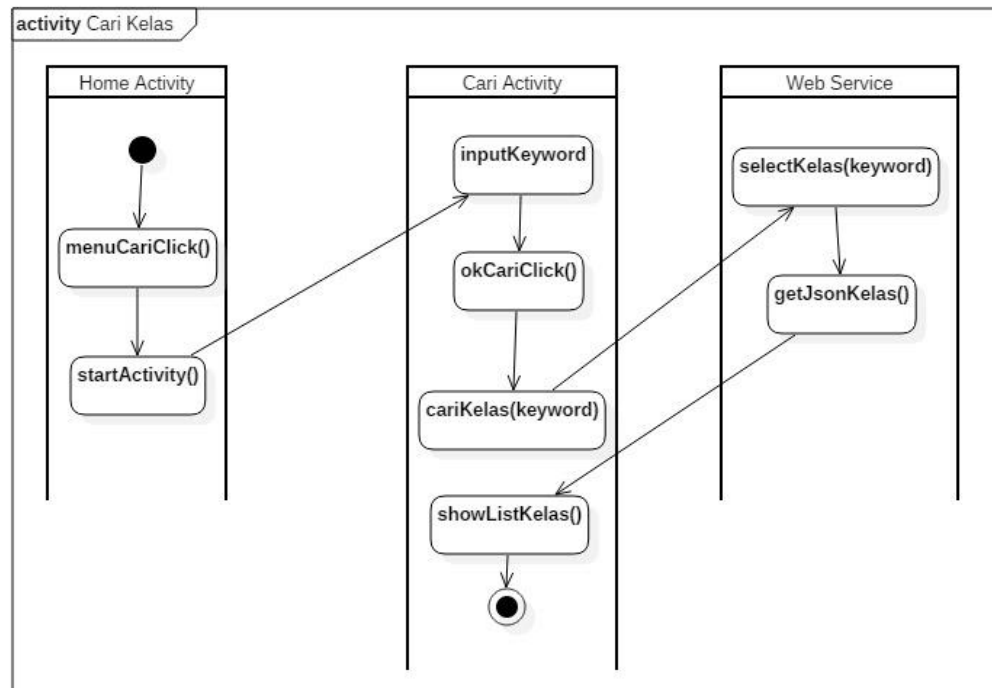 activity Cari Kelas
Home Activity
Cari Activity
Web Service
menuCariClick()
startActivity()
inputKeyword
okCariClick()
cariKelas(keyword)
selectKelas(keyword)
getJsonKelas()
showListKelas()